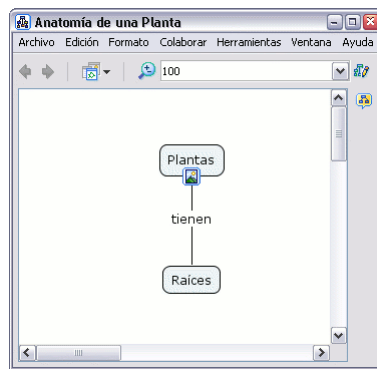 Anatomía de una Planta
Archivo Edición Formato Colaborar Herramientas Ventana Ayuda
100
Plantas
tienen
Raíces